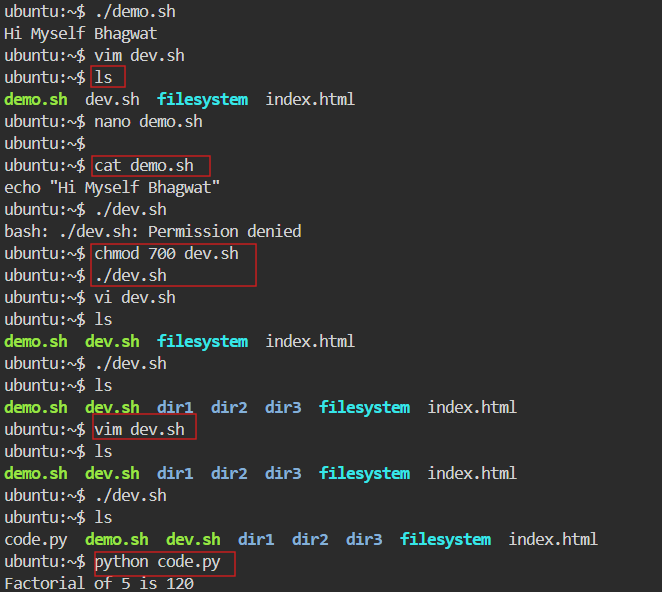 ubuntu:~$ ./demo.sh
Hi Myself Bhagwat
ubuntu:~$ vim dev.sh
ubuntu:~$ ls
demo.sh  dev.sh  filesystem  index.html
ubuntu:~$ nano demo.sh
ubuntu:~$
ubuntu:~$ cat demo.sh
echo "Hi Myself Bhagwat"
ubuntu:~$ ./dev.sh
bash: ./dev.sh: Permission denied
ubuntu:~$ chmod 700 dev.sh
ubuntu:~$ ./dev.sh
ubuntu:~$ vi dev.sh
ubuntu:~$ ls
demo.sh  dev.sh  filesystem  index.html
ubuntu:~$ ./dev.sh
ubuntu:~$ ls
demo.sh  dev.sh  dir1  dir2  dir3  filesystem  index.html
ubuntu:~$ vim dev.sh
ubuntu:~$ ls
demo.sh  dev.sh  dir1  dir2  dir3  filesystem  index.html
ubuntu:~$ ./dev.sh
ubuntu:~$ ls
code.py  demo.sh  dev.sh  dir1  dir2  dir3  filesystem  index.html
ubuntu:~$ python code.py
Factorial of 5 is 120